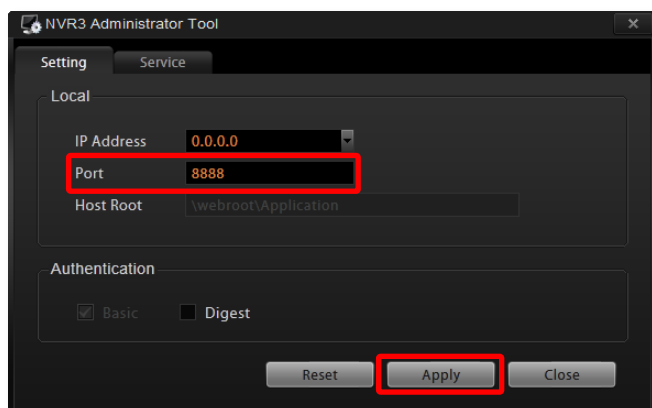 NVR3 Administrator Tool
Setting Service
Local
IP Address 0.0.0.0
Port 8888
Host Root \webroot\Application
Authentication
Basic Digest
Reset Apply Close